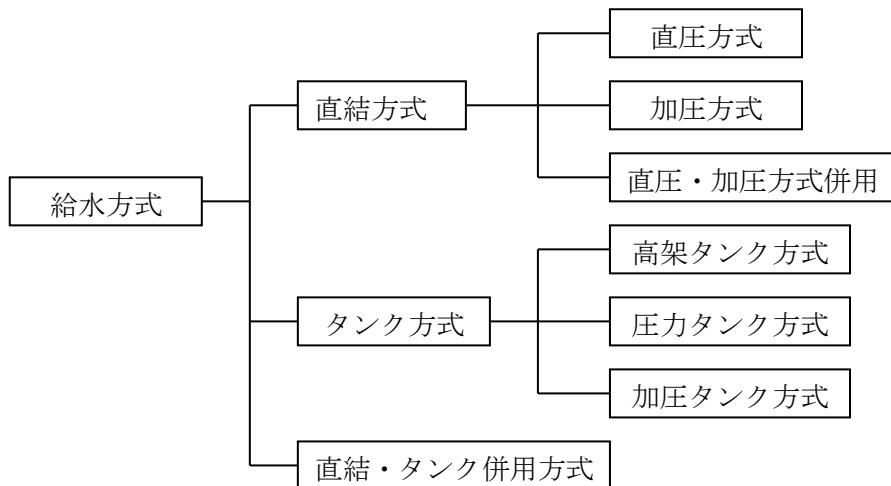 給水方式
直結方式
直圧方式
加圧方式
直圧・加圧方式併用
タンク方式
高架タンク方式
圧力タンク方式
加圧タンク方式
直結・タンク併用方式